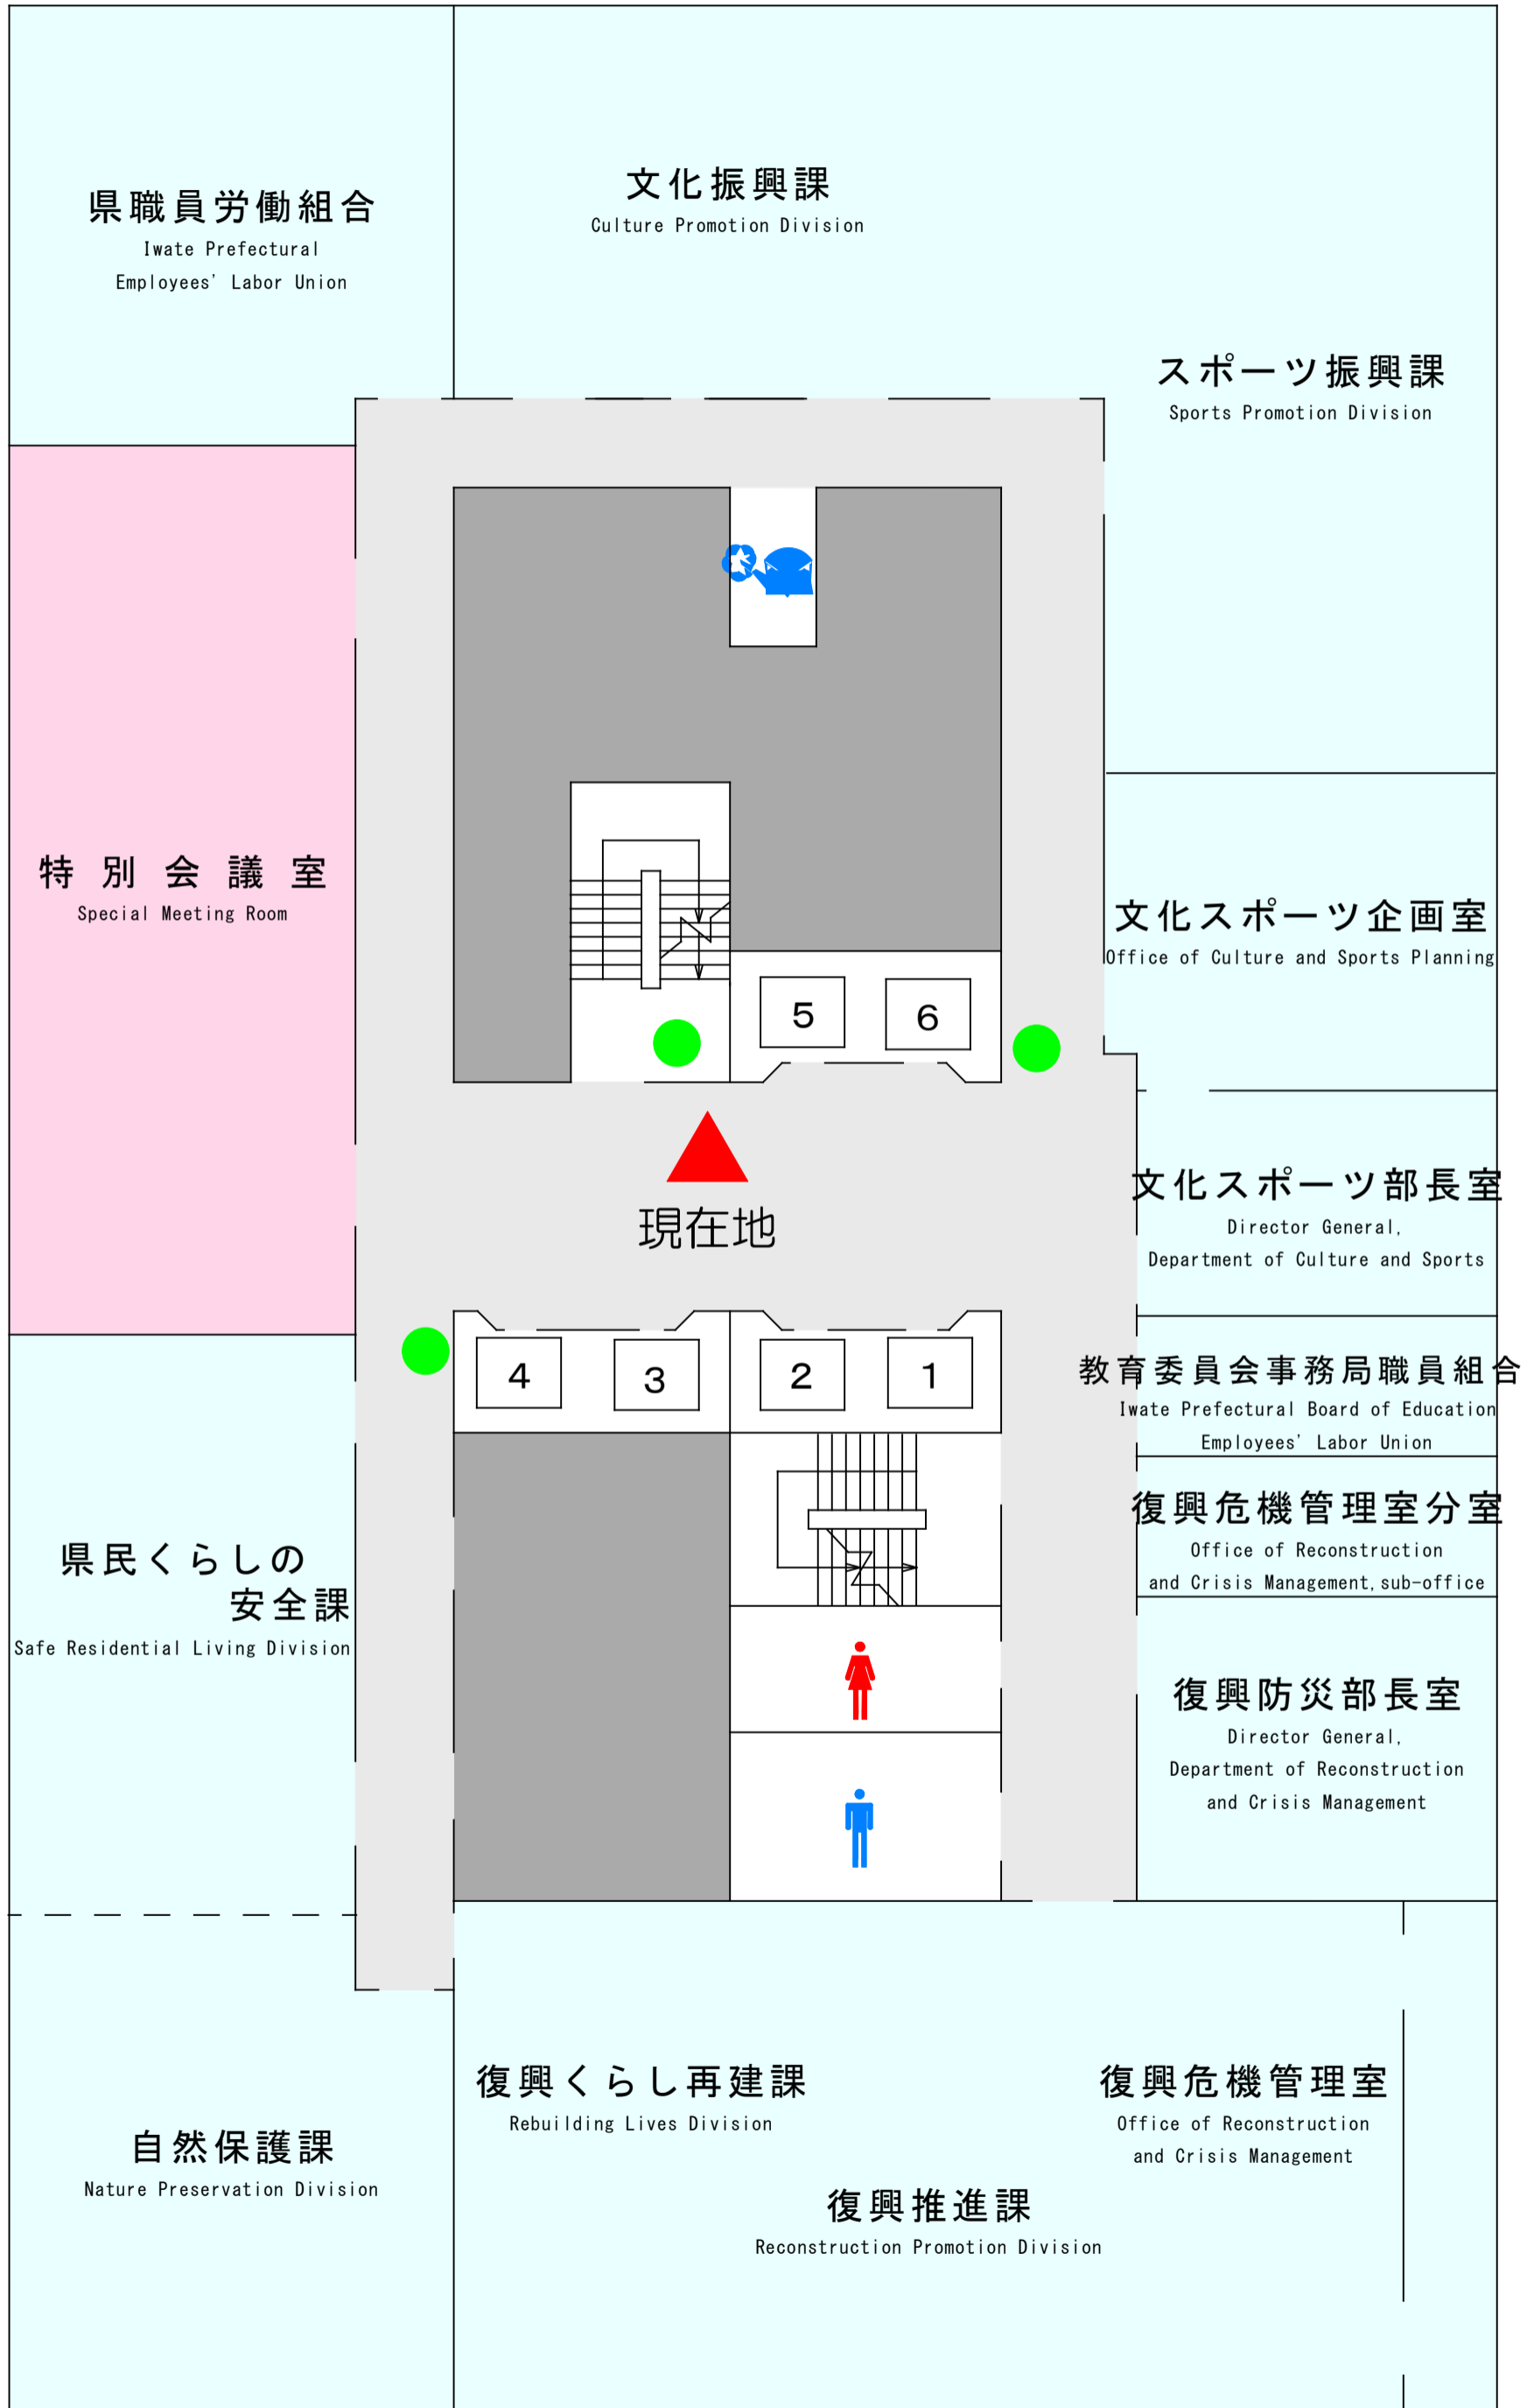 県職員労働組合
Iwate Prefectural
Employees' Labor Union
文化振興課
Culture Promotion Division
スポーツ振興課
Sports Promotion Division
特別会議室
Special Meeting Room
文化スポーツ企画室
Office of Culture and Sports Planning
5
6
現在地
文化スポーツ部長室
Director General,
Department of Culture and Sports
4
3
2
1
教育委員会事務局職員組合
Iwate Prefectural Board of Education
Employees' Labor Union
復興危機管理室分室
Office of Reconstruction
and Crisis Management,sub-office
県民くらしの
安全課
Safe Residential Living Division
復興防災部長室
Director General,
Department of Reconstruction
and Crisis Management
自然保護課
Nature Preservation Division
復興くらし再建課
Rebuilding Lives Division
復興危機管理室
Office of Reconstruction
and Crisis Management
復興推進課
Reconstruction Promotion Division